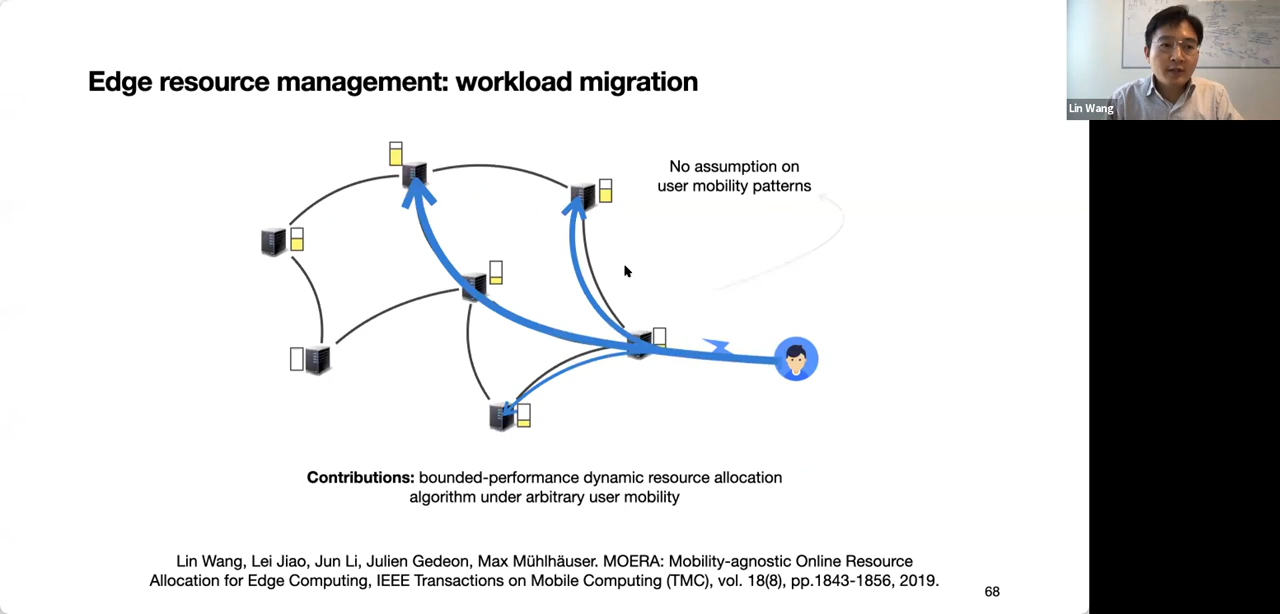 Edge resource management: workload migration
Lin Wang
No assumption on
user mobility patterns
Contributions: bounded-performance dynamic resource allocation
algorithm under arbitrary user mobility
Lin Wang, Lei Jiao, Jun Li, Julien Gedeon, Max Mühlhäuser. MOERA: Mobility-agnostic Online Resource
Allocation for Edge Computing, IEEE Transactions on Mobile Computing (TMC), vol. 18(8), pp.1843-1856, 2019.
68